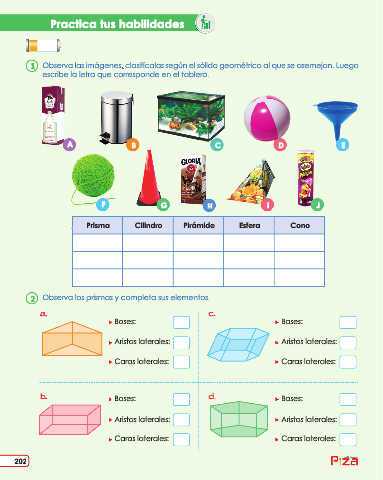 Practica tus habilidades
1 Observa las imágenes, clasifícalas según el sólido geométrico al que se asemejan. Luego
escribe la letra que corresponde en el tablero.
A B C D E
GLORIA
F G H I J
Prisma Cilindro Pirámide Esfera Cono
2 Observa los prismas y completa sus elementos.
a. c.
▶ Bases: ▶ Bases:
▶ Aristas laterales: ▶ Aristas laterales:
▶ Caras laterales: ▶ Caras laterales:
b. d.
▶ Bases: ▶ Bases:
▶ Aristas laterales: ▶ Aristas laterales:
▶ Caras laterales: ▶ Caras laterales:
202